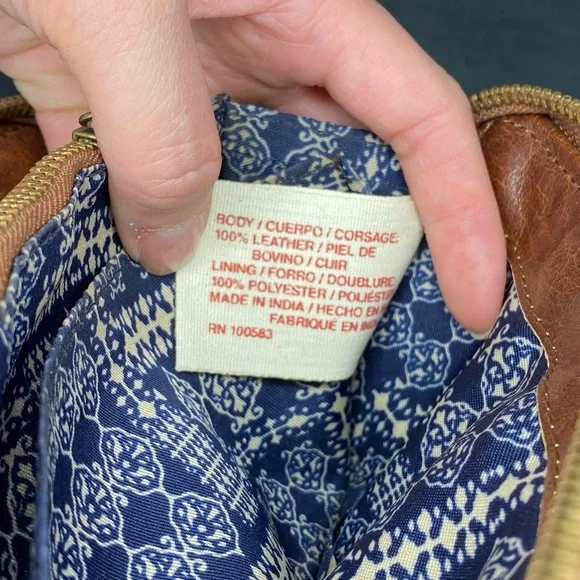 BODY / CUERPO / CORSAGE
100% LEATHER / PIEL DE
BOVINO / CUIR
LINING / FORRO / DOUBLURE
100% POLYESTER /
MADE IN INDIA / HECHO EN
FABRIQUÉ EN
RN 100583